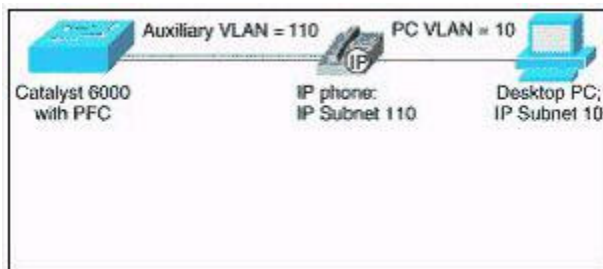 Auxiliary VLAN = 110
PC VLAN = 10
IP
Catalyst 6000
with PFC
IP phone:
IP Subnet 110
Desktop PC;
IP Subnet 10